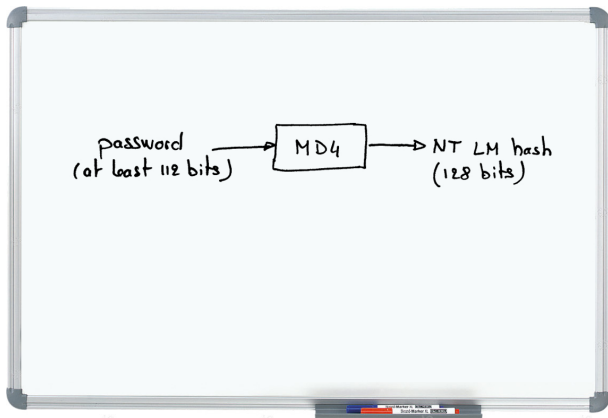 password
(at least 112 bits)
MD4
NT LM hash
(128 bits)